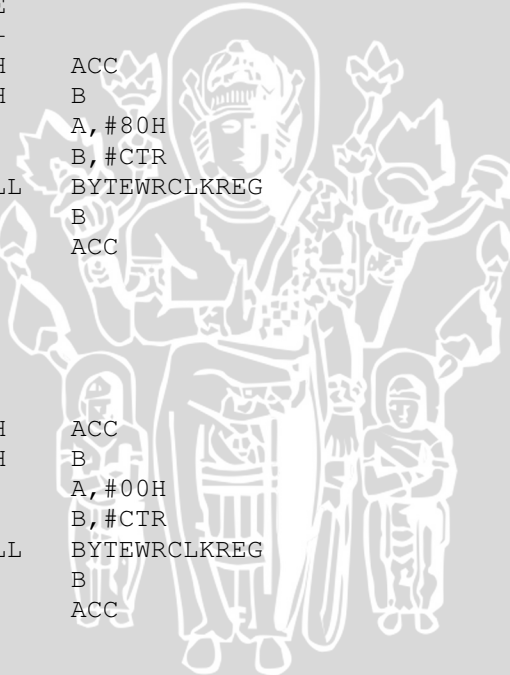 E
H ACC
H B
A,#80H
B,#CTR
LL BYTEWRCLKREG
B
ACC
H ACC
H B
A,#00H
B,#CTR
LL BYTEWRCLKREG
B
ACC